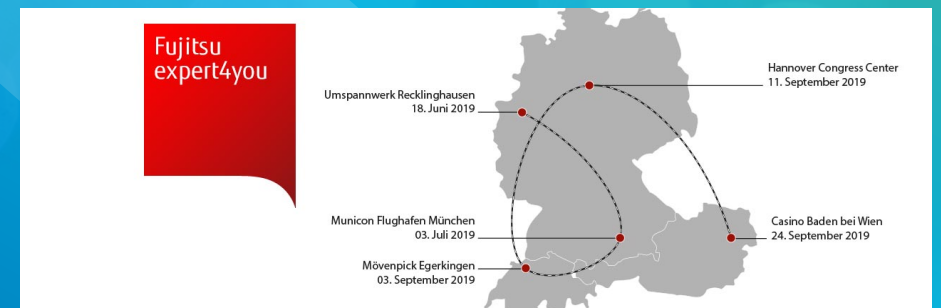 Fujitsu
expert4you
Umspannwerk Recklinghausen
18. Juni 2019
Hannover Congress Center
11. September 2019
Municon Flughafen München
03. Juli 2019
Casino Baden bei Wien
24. September 2019
Mövenpick Egerkingen
03. September 2019